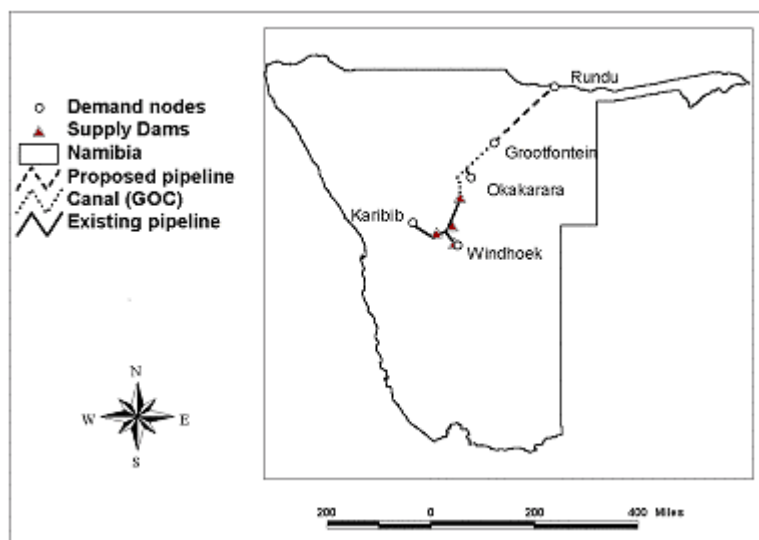 Demand nodes
Supply Dams
Namibia
Proposed pipeline
Canal (GOC)
Existing pipeline
Rundu
Grootfontein
Okakarara
Karibib
Windhoek
N
W E
S
200 0 200 400 Miles